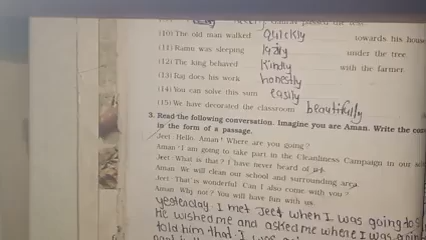 (10) The old man walked quickly towards his house
(11) Ramu was sleeping lazily under the tree
(12) The king behaved kindly with the farmer.
(13) Raj does his work honestly
(14) You can solve this sum easily
(15) We have decorated the classroom beautifully
3. Read the following conversation. Imagine you are Aman. Write the
in the form of a passage.
Jeet : Hello, Aman! Where are you going?
Aman : I am going to take part in the Cleanliness Campaign in our
Jeet : What is that? I have never heard of it.
Aman : We will clean our school and surrounding area
Jeet : That is wonderful! Can I also come with you?
Aman : Why not? You will have fun with us.
yesterday I met Jeet when I was going to
He wished me and asked me where I was
told him that I